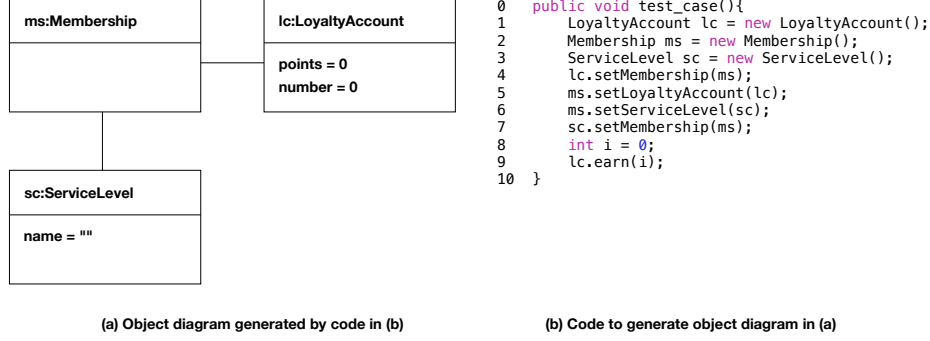 ms:Membership
lc:LoyaltyAccount
points = 0
number = 0
sc:ServiceLevel
name = ""
(a) Object diagram generated by code in (b)
0 public void test_case(){
1 LoyaltyAccount lc = new LoyaltyAccount();
2 Membership ms = new Membership();
3 ServiceLevel sc = new ServiceLevel();
4 lc.setMembership(ms);
5 ms.setLoyaltyAccount(lc);
6 ms.setServiceLevel(sc);
7 sc.setMembership(ms);
8 int i = 0;
9 lc.earn(i);
10 }
(b) Code to generate object diagram in (a)